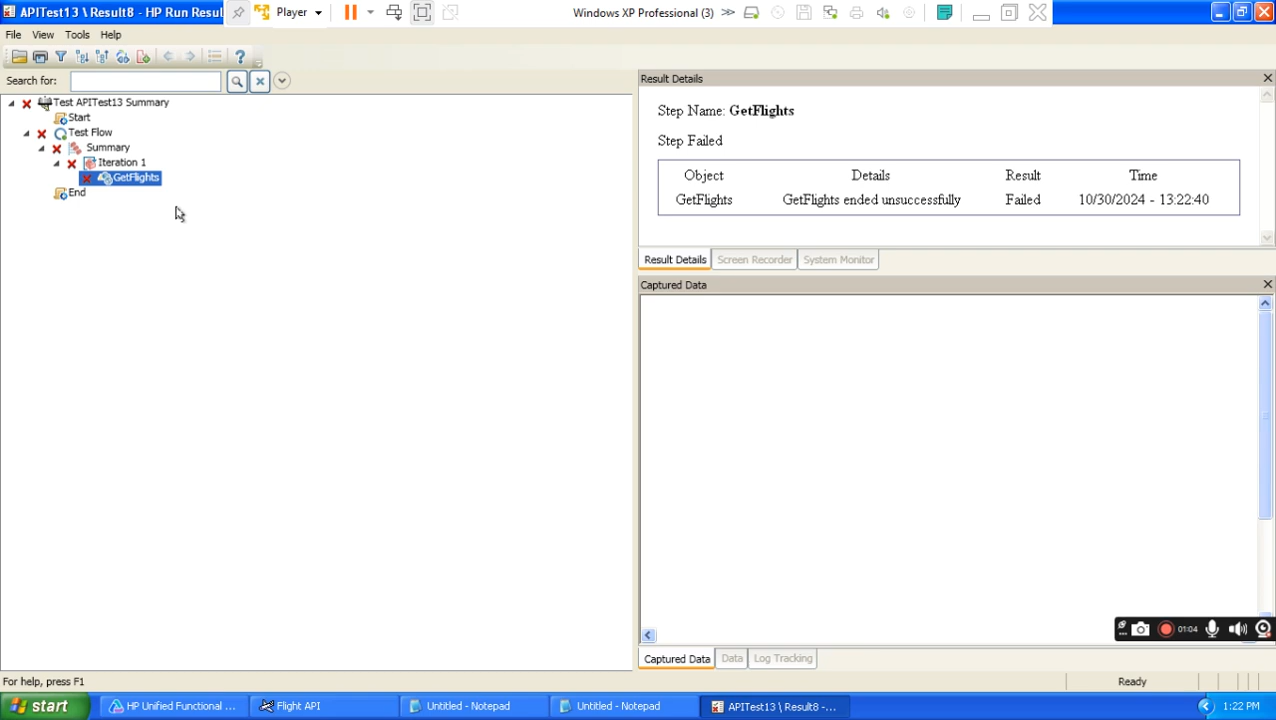 APITest13 \ Result8 - HP Run Resul
Player
Windows XP Professional (3)
File View Tools Help
Search for:
Test APITest13 Summary
Start
Test Flow
Summary
Iteration 1
GetFlights
End
Result Details
Step Name: GetFlights
Step Failed
Object Details Result Time
GetFlights GetFlights ended unsuccessfully Failed 10/30/2024 - 13:22:40
Result Details Screen Recorder System Monitor
Captured Data
01:04
Captured Data Data Log Tracking
For help, press F1 Ready
start HP Unified Functional ... Flight API Untitled - Notepad Untitled - Notepad APITest13 \ Result8 -... 1:22 PM